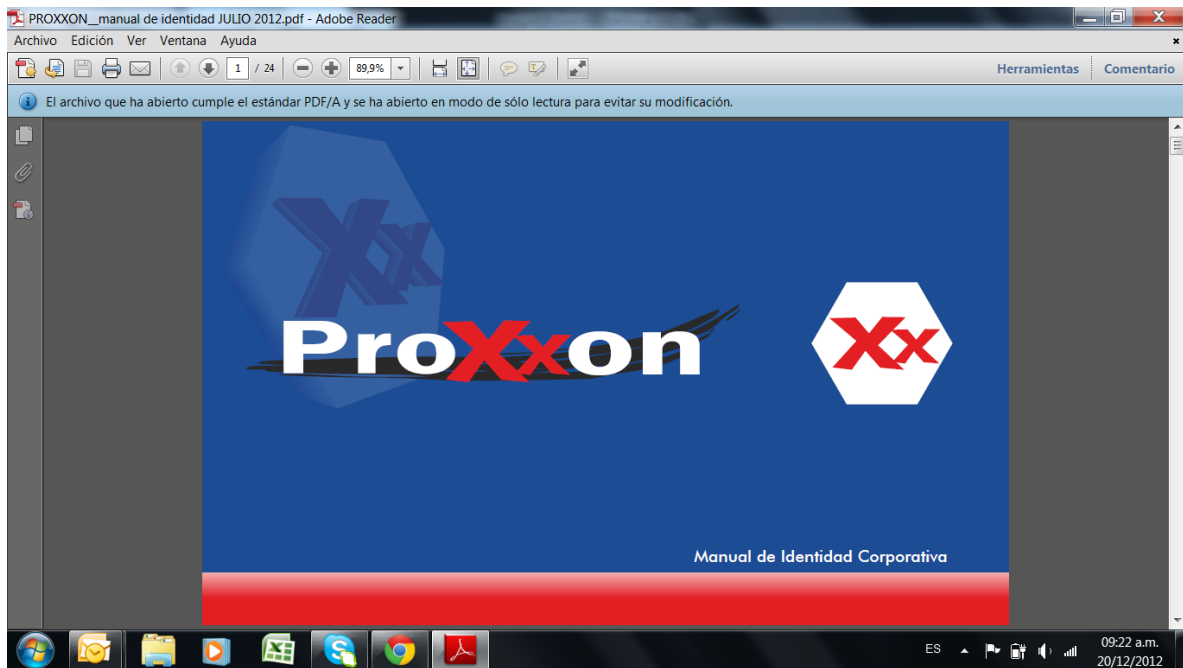 PROXXON__manual de identidad JULIO 2012.pdf - Adobe Reader
Archivo Edición Ver Ventana Ayuda
1 / 24 89,9% Herramientas Comentario
El archivo que ha abierto cumple el estándar PDF/A y se ha abierto en modo de sólo lectura para evitar su modificación.
Xx
ProXxon
Xx
Manual de Identidad Corporativa
ES
09:22 a.m.
20/12/2012